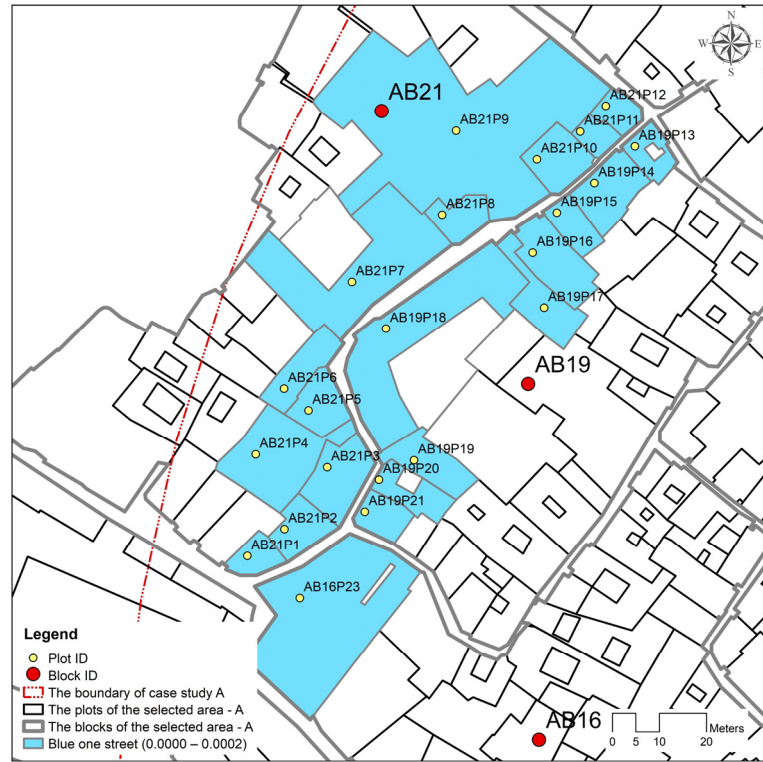 N
W E
S
AB21
AB21P12
AB21P9
AB21P11
AB19P13
AB21P10
AB19P14
AB21P8
AB19P15
AB19P16
AB21P7
AB19P17
AB19P18
AB19
AB21P6
AB21P5
AB21P4
AB21P3
AB19P19
AB19P20
AB19P21
AB21P2
AB21P1
AB16P23
AB16
Legend
Plot ID
Block ID
The boundary of case study A
The plots of the selected area - A
The blocks of the selected area - A
Blue one street (0.0000 – 0.0002)
Meters
0 5 10 20